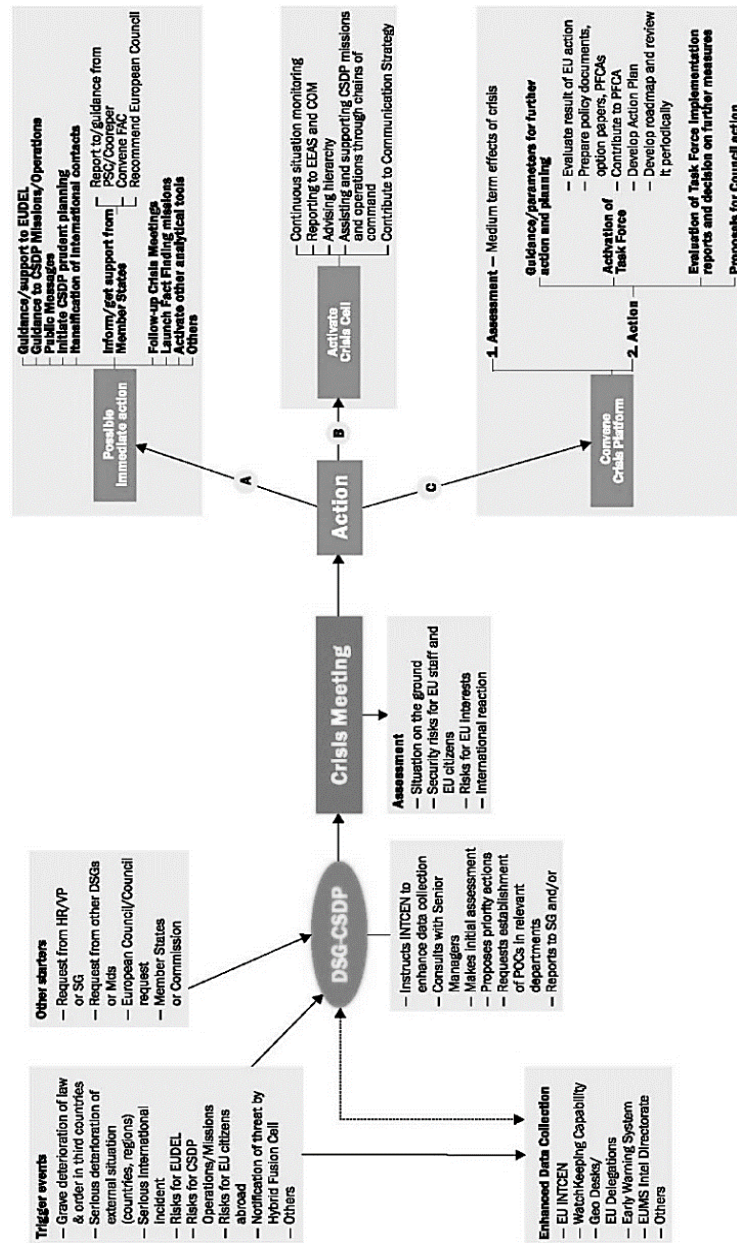 Trigger events
— Grave deterioration of law
& order in third countries
— Serious deterioration of
external situation
(countries, regions)
— Serious International
Incident
— Risks for EUDEL
— Risks for CSDP
Operations/Missions
— Risks for EU citizens
abroad
— Notification of threat by
Hybrid Fusion Cell
— Others
Other starters
— Request from HR/VP
or SG
— Request from other DSGs
or Mds
— European Council/Council
request
— Member States
or Commission
Enhanced Data Collection
— EU INTCEN
— WatchKeeping Capability
— Geo Desks/
EU Delegations
— Early Warning System
— EUMS Intel Directorate
— Others
DSG-CSDP
— Instructs INTCEN to
enhance data collection
— Consults with Senior
Managers
— Makes initial assessment
— Proposes priority actions
— Requests establishment
of POCs in relevant
departments
— Reports to SG and/or
Crisis Meeting
Assessment
— Situation on the ground
— Security risks for EU staff and
EU citizens
— Risks for EU Interests
— International reaction
Action
A
B
C
Possible
Immediate action
Guidance/support to EUDEL
Guidance to CSDP Missions/Operations
Public Messages
Initiate CSDP prudent planning
of International contacts
Inform/get support from
Member States
Report to/guidance from
PSC/Cooreper
Convene FAC
Recommend European Council
Follow-up Crisis Meetings
Launch Fact Finding missions
Activate other analytical tools
Others
Activate
Crisis Cell
Continuous situation monitoring
Reporting to EEAS and COM
Advising hierarchy
Assisting and supporting CSDP missions
and operations through chains of
command
Contribute to Communication Strategy
Convene
Crisis Platform
1. Assessment — Medium term effects of crisis
2. Action
Guidance/parameters for further
action and planning
Activation of
Task Force
— Evaluate result of EU action
— Prepare policy documents,
option papers, PFCAs
— Contribute to PFCA
— Develop Action Plan
— Develop roadmap and review
It periodically
Evaluation of Task Force Implementation
reports and decision on further measures
Proposals for Council action